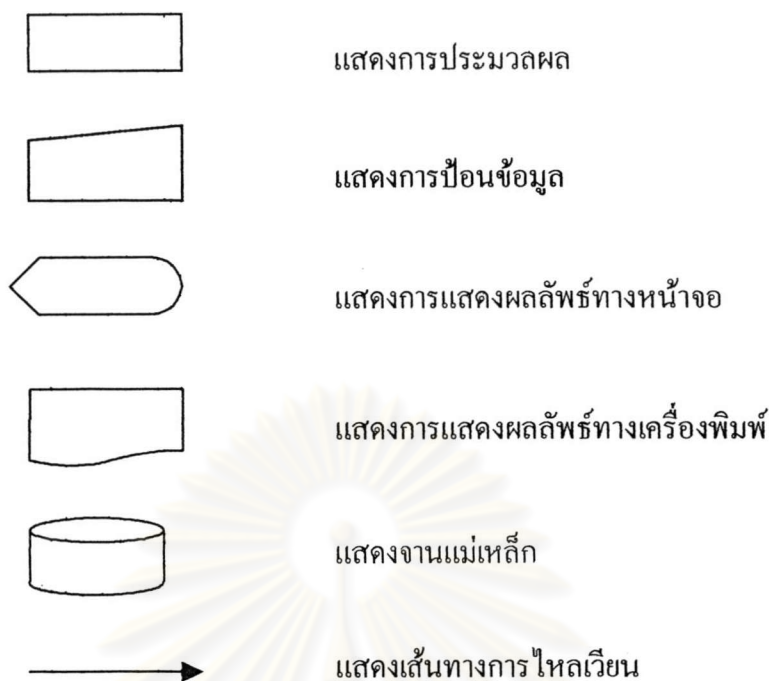 แสดงการประมวลผล
แสดงการป้อนข้อมูล
แสดงการแสดงผลลัพธ์ทางหน้าจอ
แสดงการแสดงผลลัพธ์ทางเครื่องพิมพ์
แสดงจานแม่เหล็ก
แสดงเส้นทางการไหลเวียน